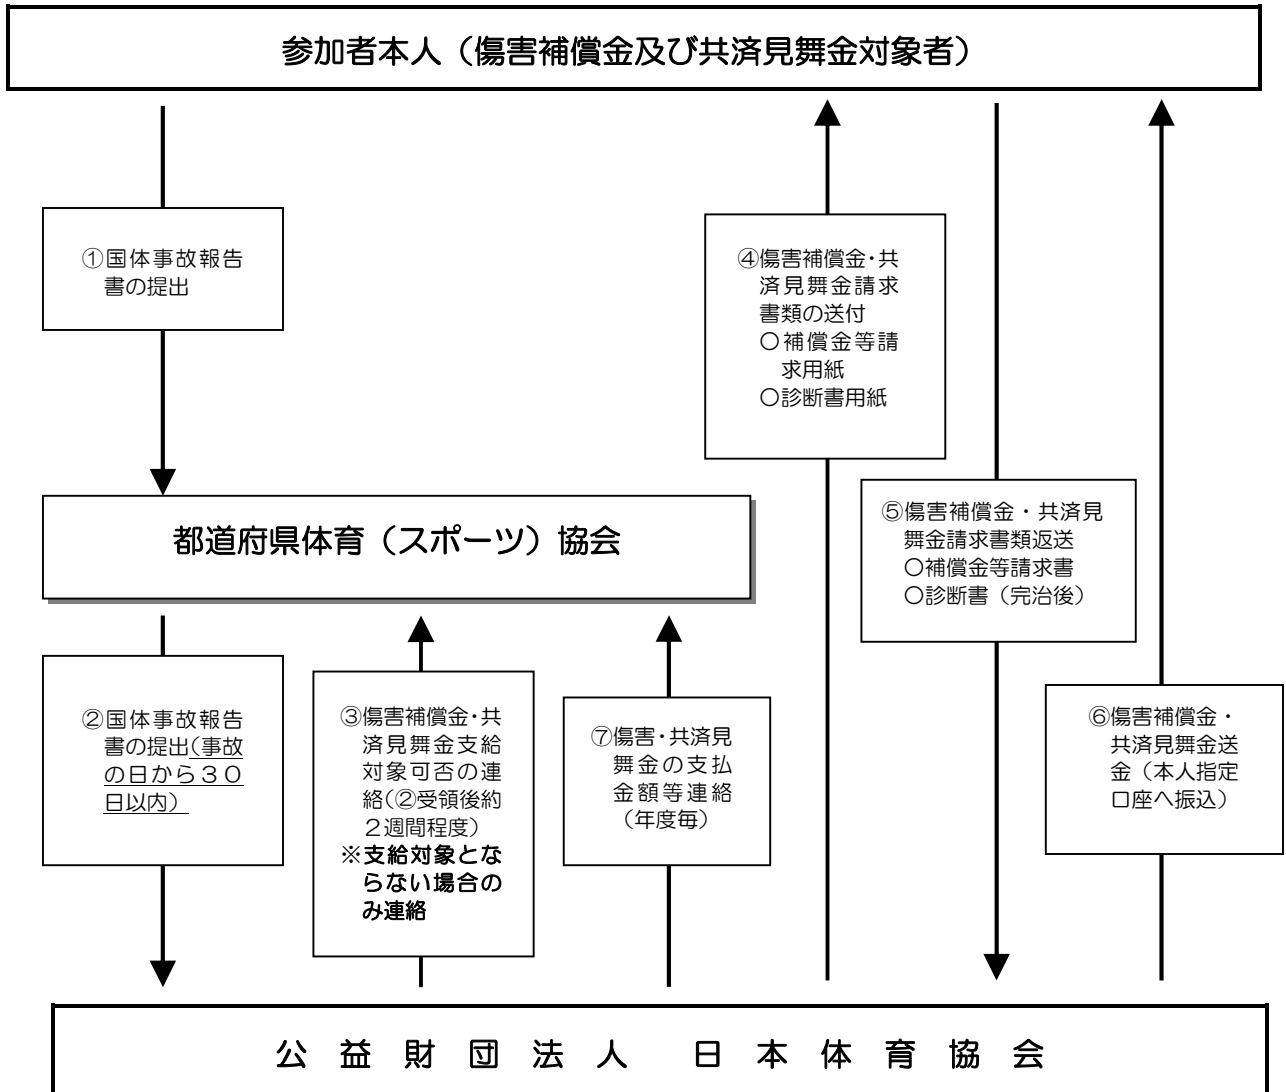 参加者本人（傷害補償金及び共済見舞金対象者）
①国体事故報告
書の提出
④傷害補償金･共
済見舞金請求
書類の送付
○補償金等請
求用紙
○診断書用紙
都道府県体育（スポーツ）協会
⑤傷害補償金・共済見
舞金請求書類返送
○補償金等請求書
○診断書（完治後）
②国体事故報告
書の提出(事故
の日から３０
日以内）
③傷害補償金･共
済見舞金支給
対象可否の連
絡(②受領後約
２週間程度）
※支給対象とな
らない場合の
み連絡
⑦傷害･共済見
舞金の支払
金額等連絡
（年度毎）
⑥傷害補償金・
共済見舞金送
金（本人指定
口座へ振込）
公益財団法人　日本体育協会